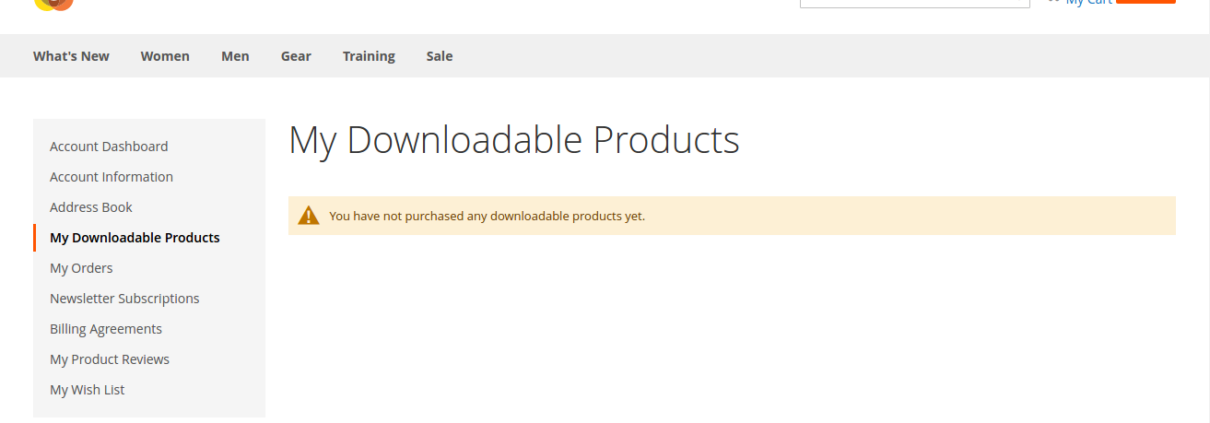 My Cart
What's New Women Men Gear Training Sale
My Downloadable Products
Account Dashboard
Account Information
Address Book
My Downloadable Products
My Orders
Newsletter Subscriptions
Billing Agreements
My Product Reviews
My Wish List
You have not purchased any downloadable products yet.